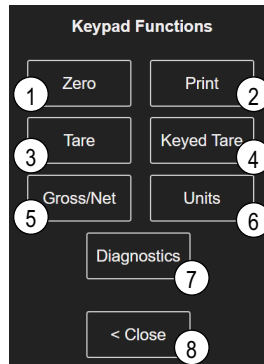 Keypad Functions
Zero Print
1 2
Tare Keyed Tare
3 4
Gross/Net Units
5 6
Diagnostics
7
< Close
8